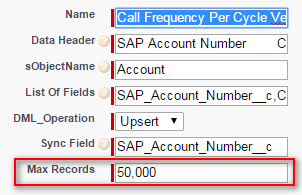 Name Call Frequency Per Cycle Ve
Data Header SAP Account Number C
sObjectName Account
List Of Fields SAP_Account_Number__c,C
DML_Operation Upsert
Sync Field SAP_Account_Number__c
Max Records 50,000